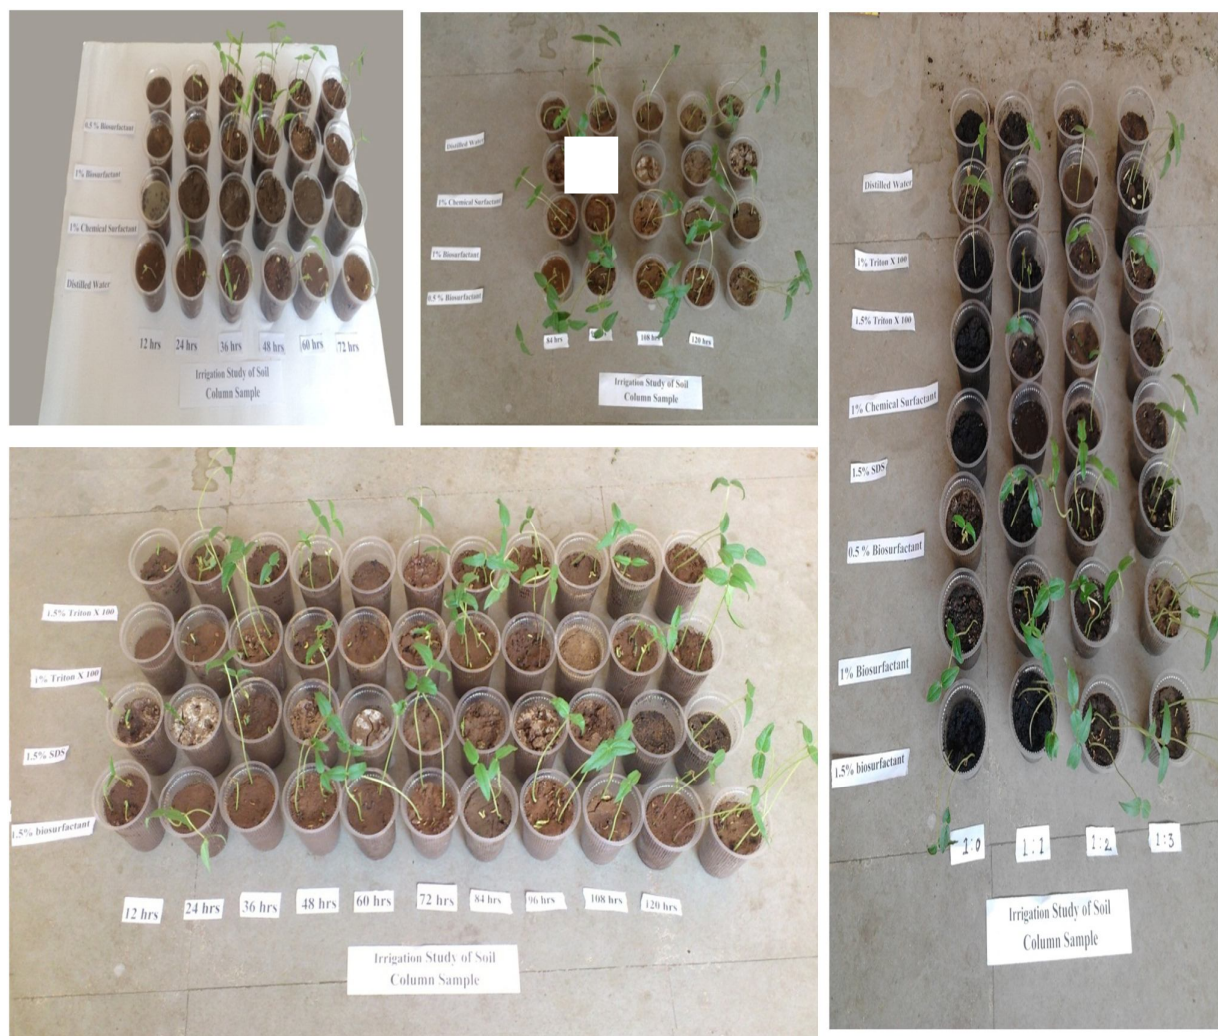 0.5 % Biosurfactant
1% Biosurfactant
1% Chemical Surfactant
Distilled Water
12 hrs 24 hrs 36 hrs 48 hrs 60 hrs 72 hrs
Irrigation Study of Soil
Column Sample
Distilled Water
1% Chemical Surfactant
1% Biosurfactant
0.5 % Biosurfactant
84 hrs 108 hrs 120 hrs
Irrigation Study of Soil
Column Sample
1.5% Triton X 100
1% Triton X 100
1.5% SDS
1.5% biosurfactant
12 hrs 24 hrs 36 hrs 48 hrs 60 hrs 72 hrs 84 hrs 96 hrs 108 hrs 120 hrs
Irrigation Study of Soil
Column Sample
Distilled Water
1% Triton X 100
1.5% Triton X 100
1% Chemical Surfactant
1.5% SDS
0.5 % Biosurfactant
1% Biosurfactant
1.5% biosurfactant
1:0 1:1 1:2 1:3
Irrigation Study of Soil
Column Sample